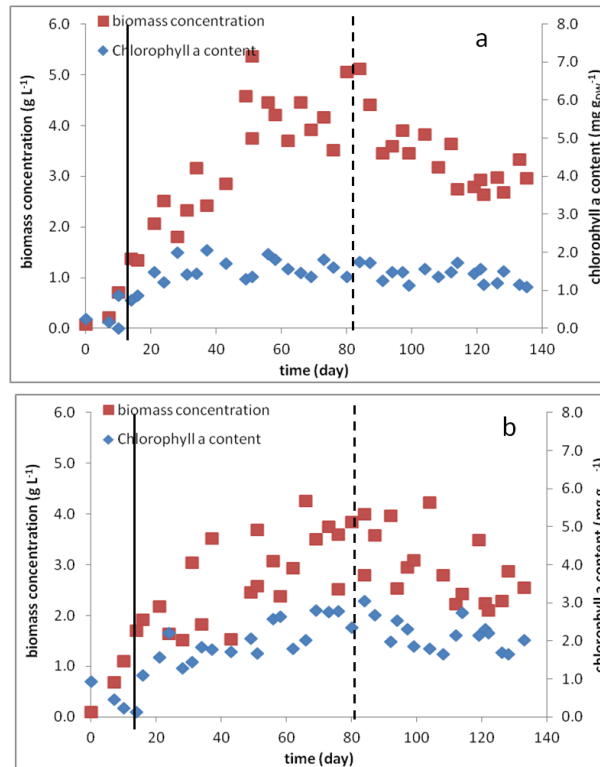 biomass concentration
Chlorophyll a content
a
6.0
5.0
4.0
3.0
2.0
1.0
0.0
biomass concentration (g L-1)
8.0
7.0
6.0
5.0
4.0
3.0
2.0
1.0
0.0
chlorophyll a content (mg gDW-1)
0 20 40 60 80 100 120 140
time (day)
biomass concentration
Chlorophyll a content
b
6.0
5.0
4.0
3.0
2.0
1.0
0.0
biomass concentration (g L-1)
8.0
7.0
6.0
5.0
4.0
3.0
2.0
1.0
0.0
chlorophyll a content (mg g -1)
0 20 40 60 80 100 120 140
time (day)